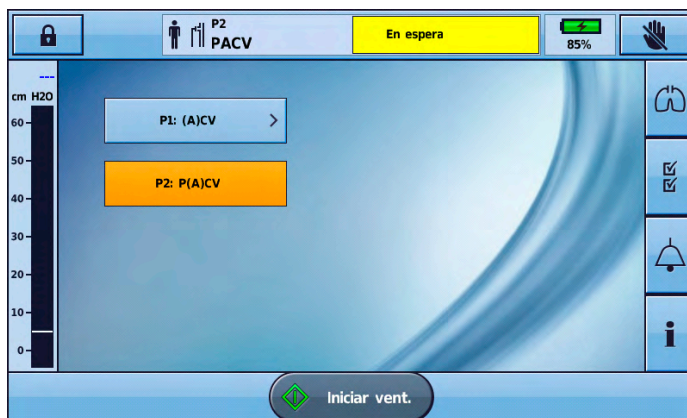 P2
PACV
En espera
85%
---
cm H2O
60
50
40
30
20
10
0
P1: (A)CV
P2: P(A)CV
i
Iniciar vent.